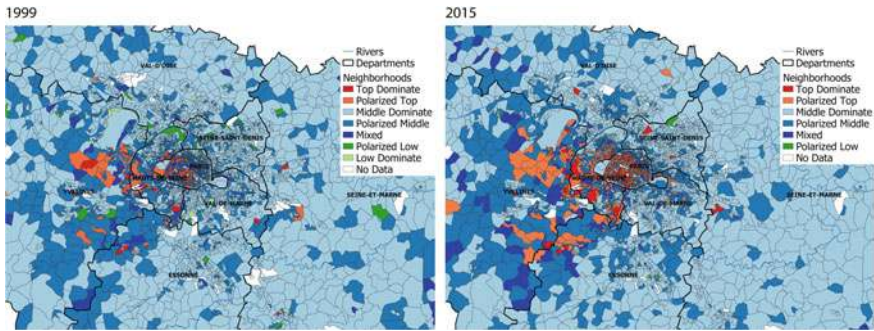 1999
Rivers
Departments
Neighborhoods
Top Dominate
Polarized Top
Middle Dominate
Polarized Middle
Mixed
Polarized Low
Low Dominate
No Data
VAL-D'OISE
SEINE-SAINT-DENIS
PARIS
HAUTS-DE-SEINE
YVELINES
VAL-DE-MARNE
SEINE-ET-MARNE
ESSONNE
2015
Rivers
Departments
Neighborhoods
Top Dominate
Polarized Top
Middle Dominate
Polarized Middle
Mixed
Polarized Low
No Data
VAL-D'OISE
SEINE-SAINT-DENIS
PARIS
HAUTS-DE-SEINE
YVELINES
VAL-DE-MARNE
SEINE-ET-MARNE
ESSONNE